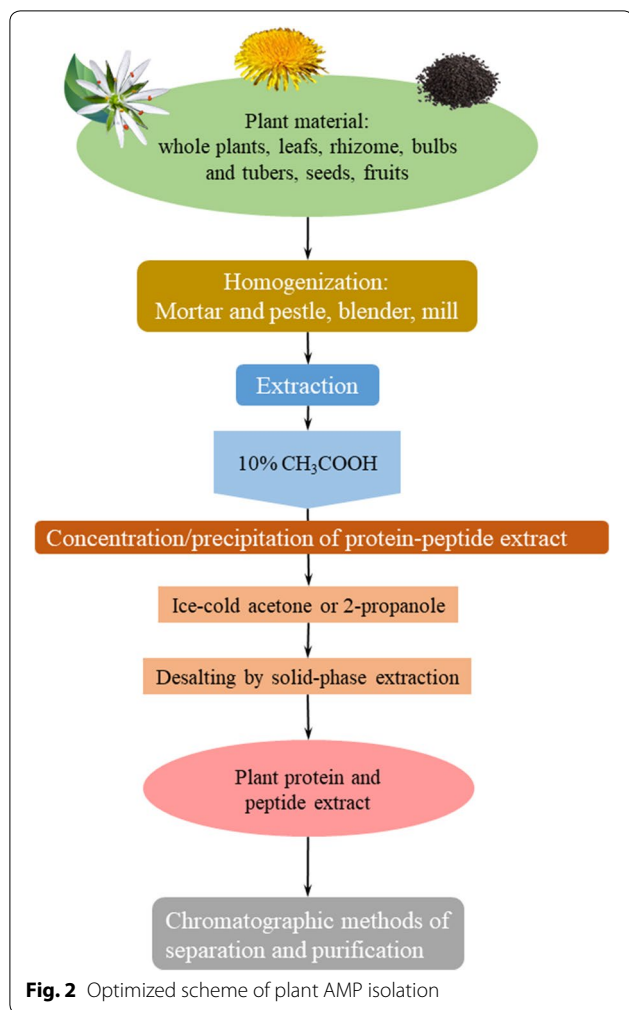 Plant material:
whole plants, leafs, rhizome, bulbs
and tubers, seeds, fruits
Homogenization:
Mortar and pestle, blender, mill
Extraction
10% CH₃COOH
Concentration/precipitation of protein-peptide extract
Ice-cold acetone or 2-propanole
Desalting by solid-phase extraction
Plant protein and
peptide extract
Chromatographic methods of
separation and purification
Fig. 2 Optimized scheme of plant AMP isolation